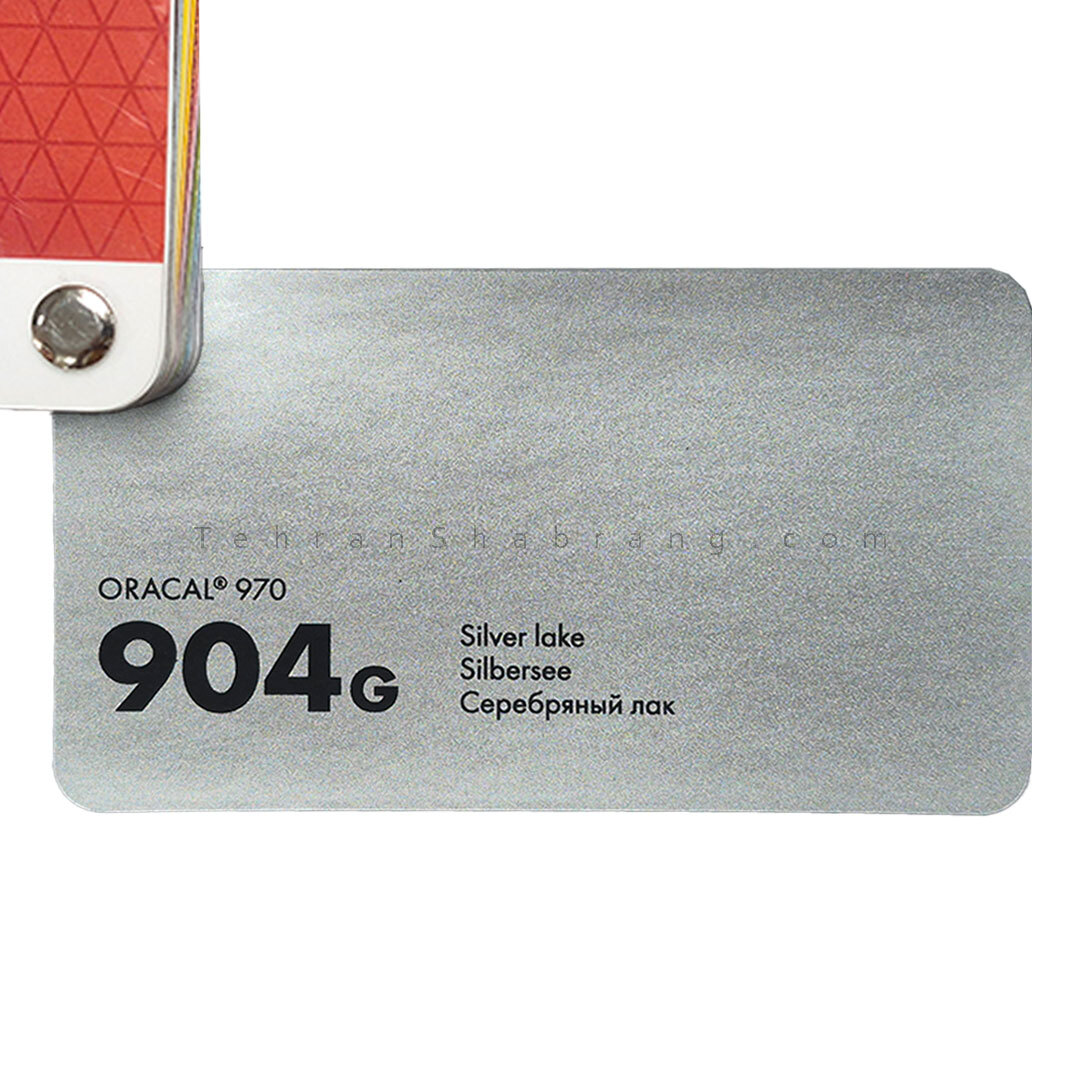 TehranShabrang.com
ORACAL® 970
904G
Silver lake
Silbersee
Серебряный лак